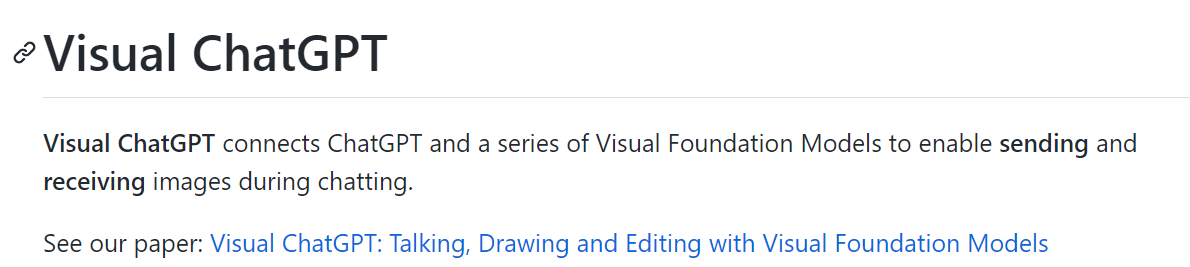 Visual ChatGPT
Visual ChatGPT connects ChatGPT and a series of Visual Foundation Models to enable sending and
receiving images during chatting.
See our paper: Visual ChatGPT: Talking, Drawing and Editing with Visual Foundation Models